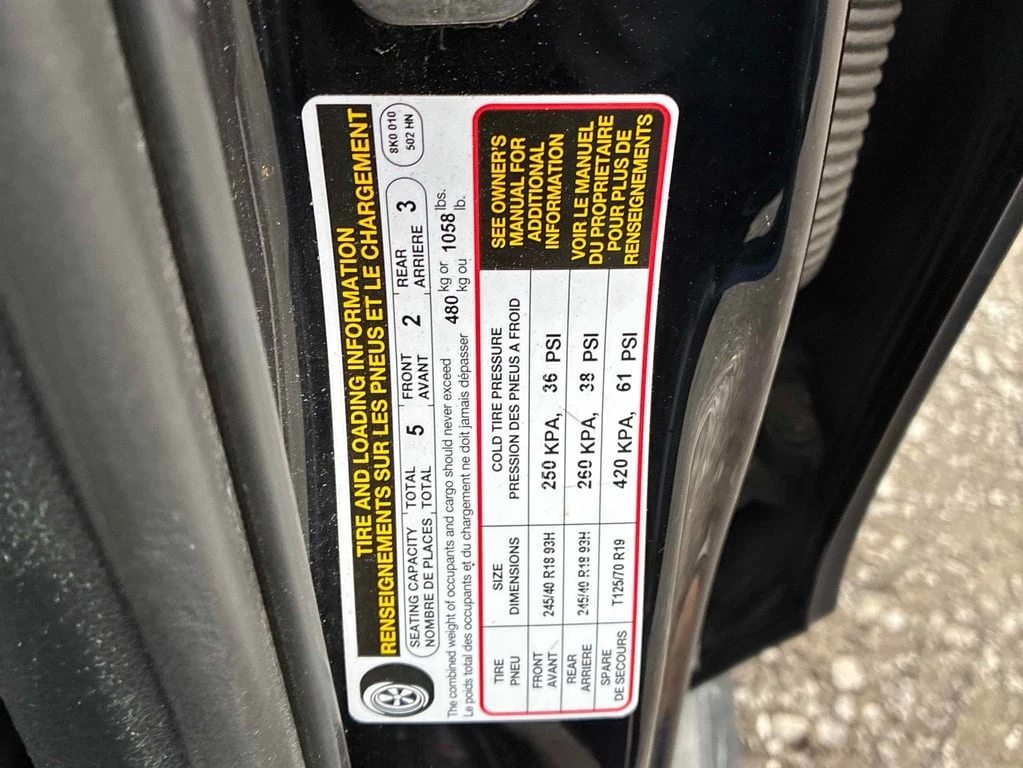 TIRE AND LOADING INFORMATION
RENSEIGNEMENTS SUR LES PNEUS ET LE CHARGEMENT
8K0 010
502 HN
SEATING CAPACITY TOTAL 5 FRONT 2 REAR 3
NOMBRE DE PLACES TOTAL AVANT ARRIERE
The combined weight of occupants and cargo should never exceed 480 kg or 1058 lbs.
Le poids total des occupants et du chargement ne doit jamais dépasser kg ou lb.
TIRE SIZE COLD TIRE PRESSURE
PNEU DIMENSIONS PRESSION DES PNEUS A FROID
FRONT
AVANT 245/40 R18 93H 250 KPA, 36 PSI
REAR
ARRIERE 245/40 R18 93H 260 KPA, 38 PSI
SPARE
DE SECOURS T125/70 R19 420 KPA, 61 PSI
SEE OWNER'S
MANUAL FOR
ADDITIONAL
INFORMATION
VOIR LE MANUEL
DU PROPRIETAIRE
POUR PLUS DE
RENSEIGNEMENTS